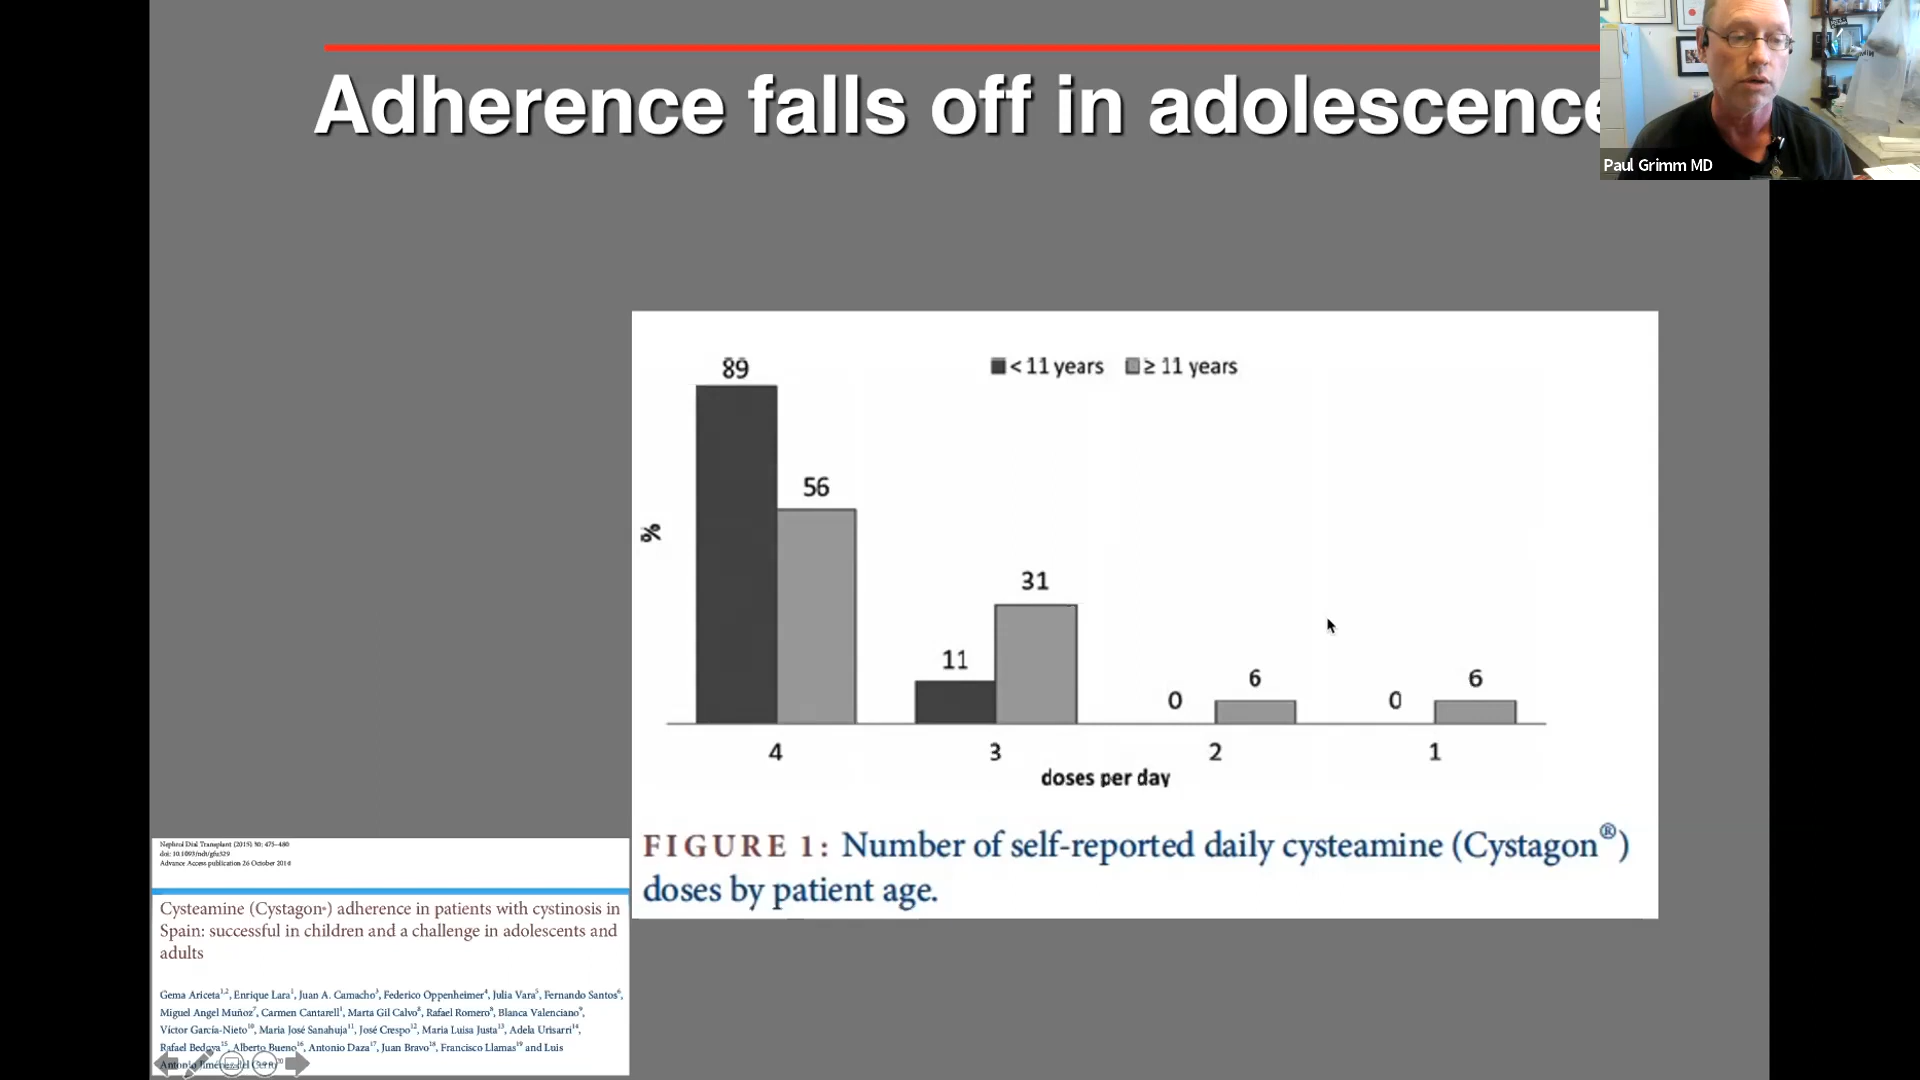 Adherence falls off in adolescence
Paul Grimm MD
< 11 years ≥ 11 years
89
56
31
11
0
6
0
6
%
4 3 2 1
doses per day
FIGURE 1: Number of self-reported daily cysteamine (Cystagon®)
doses by patient age.
Nephrol Dial Transplant (2015) 30: 475–480
doi: 10.1093/ndt/gfu329
Advance Access publication 26 October 2014
Cysteamine (Cystagon®) adherence in patients with cystinosis in
Spain: successful in children and a challenge in adolescents and
adults
Gema Ariceta1,2, Enrique Lara1, Juan A. Camacho3, Federico Oppenheimer4, Julia Vara5, Fernando Santos6,
Miguel Angel Muñoz7, Carmen Cantarell1, Marta Gil Calvo8, Rafael Romero8, Blanca Valenciano9,
Víctor García-Nieto10, Maria José Sanahuja11, José Crespo12, Maria Luisa Justa13, Adela Urisarri14,
Rafael Bedoya15, Alberto Bueno16, Antonio Daza17, Juan Bravo18, Francisco Llamas19 and Luis
Antonio Jiménez del